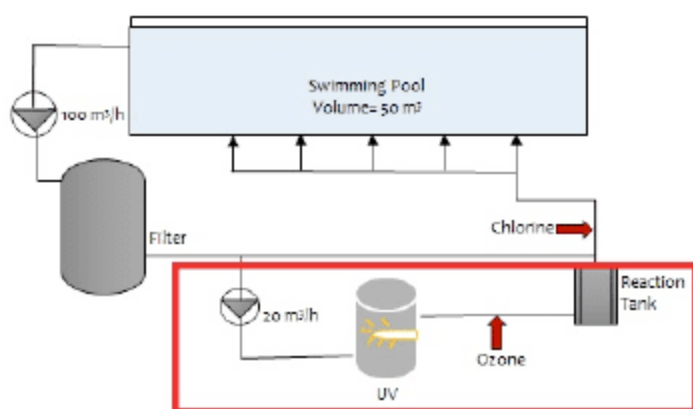 Swimming Pool
Volume= 50 m³
100 m³/h
Chlorine
Filter
Reaction
Tank
20 m³/h
Ozone
UV